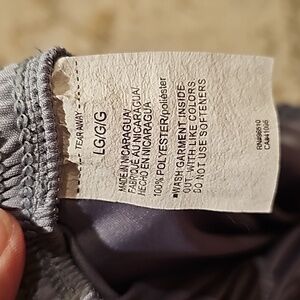 TEAR AWAY
LG/G/G
MADE IN NICARAGUA/
FABRIQUÉ AU NICARAGUA/
HECHO EN NICARAGUA
100% POLYESTER/poliéster
■WASH GARMENT INSIDE
OUT WITH LIKE COLORS
DO NOT USE SOFTENERS